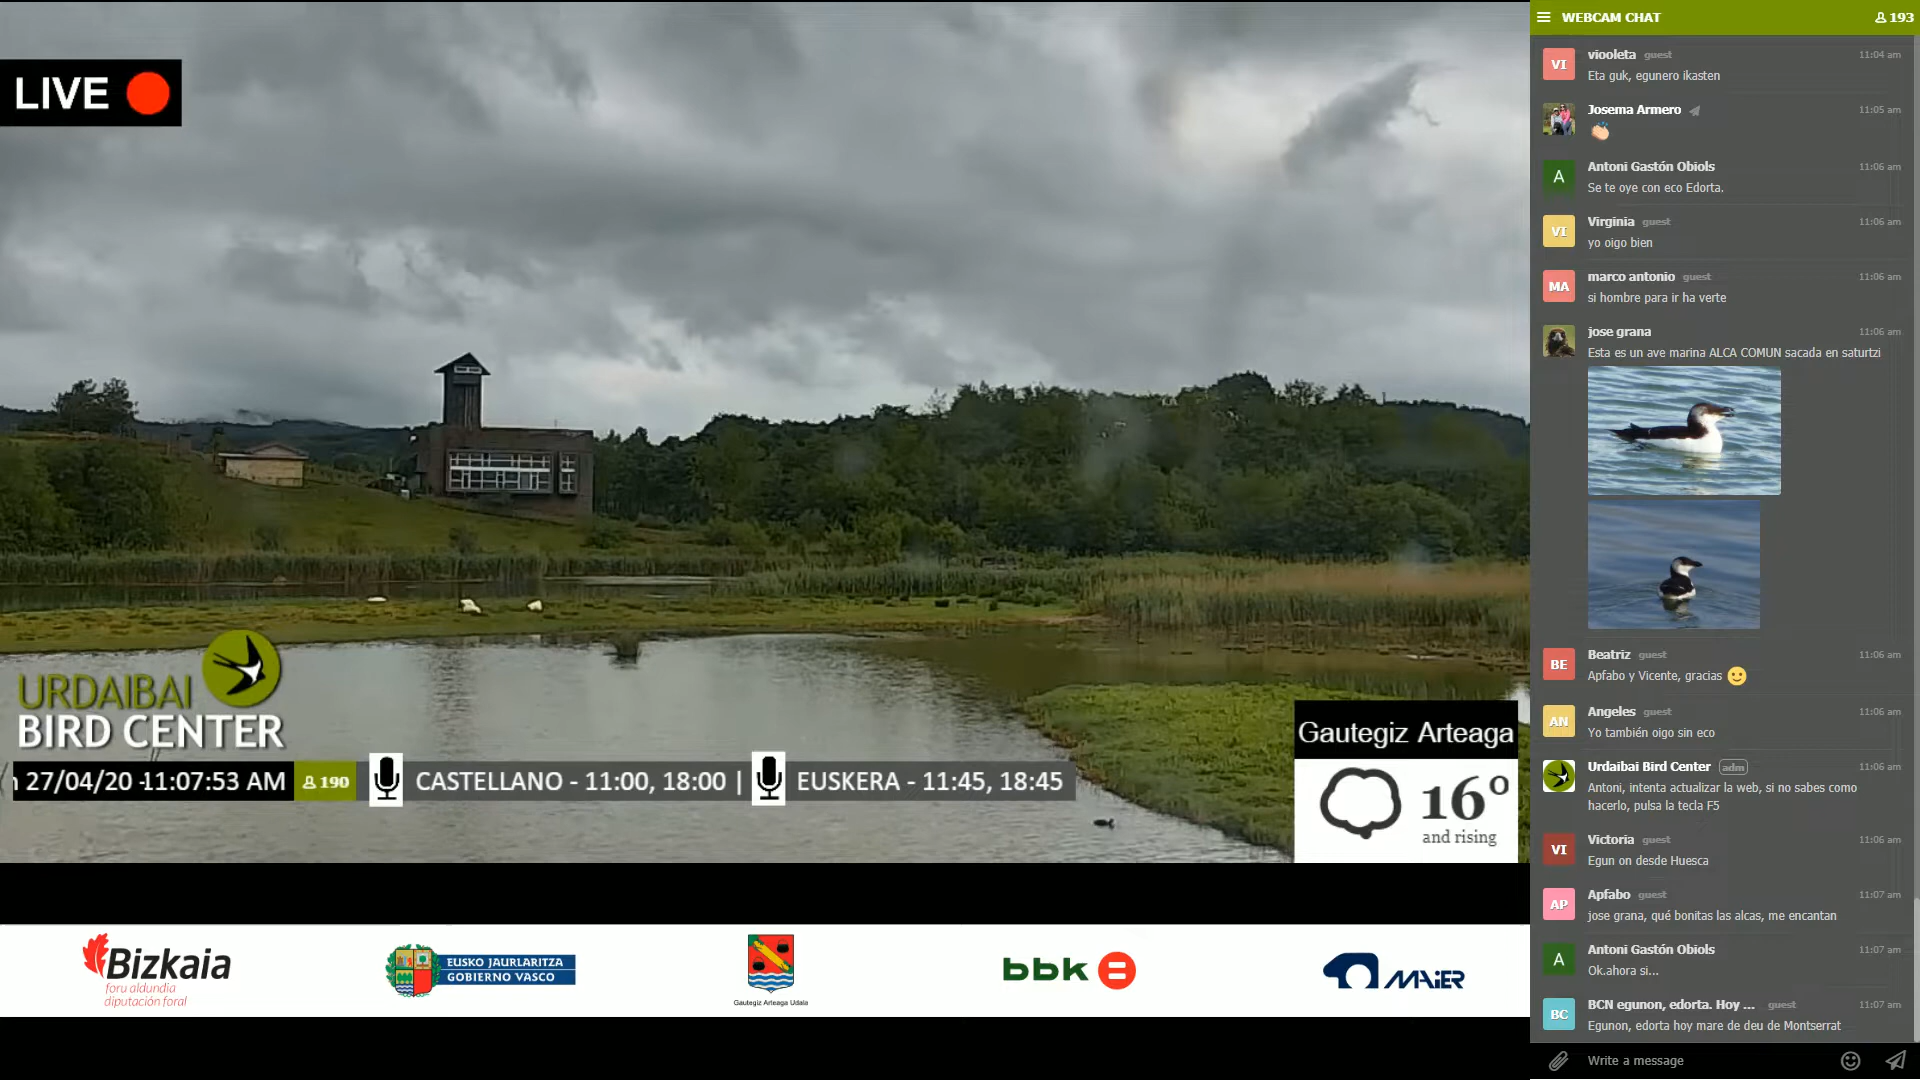 LIVE
URDAIBAI
BIRD CENTER
27/04/20 -11:07:53 AM
190
CASTELLANO - 11:00, 18:00 |
EUSKERA - 11:45, 18:45
Gautegiz Arteaga
16º
and rising
Bizkaia
foru aldundia
diputación foral
EUSKO JAURLARITZA
GOBIERNO VASCO
Gautegiz Arteaga Udala
bbk
MAIER
WEBCAM CHAT
193
VI
viooleta guest 11:04 am
Eta guk, egunero ikasten
Josema Armero 11:05 am
A
Antoni Gastón Obiols 11:06 am
Se te oye con eco Edorta.
VI
Virginia guest 11:06 am
yo oigo bien
MA
marco antonio guest 11:06 am
si hombre para ir ha verte
jose grana 11:06 am
Esta es un ave marina ALCA COMUN sacada en saturtzi
BE
Beatriz guest 11:06 am
Apfabo y Vicente, gracias
AN
Angeles guest 11:06 am
Yo también oigo sin eco
Urdaibai Bird Center adm 11:06 am
Antoni, intenta actualizar la web, si no sabes como
hacerlo, pulsa la tecla F5
VI
Victoria guest 11:06 am
Egun on desde Huesca
AP
Apfabo guest 11:07 am
jose grana, qué bonitas las alcas, me encantan
A
Antoni Gastón Obiols 11:07 am
Ok.ahora si...
BC
BCN egunon, edorta. Hoy ... guest 11:07 am
Egunon, edorta hoy mare de deu de Montserrat
Write a message